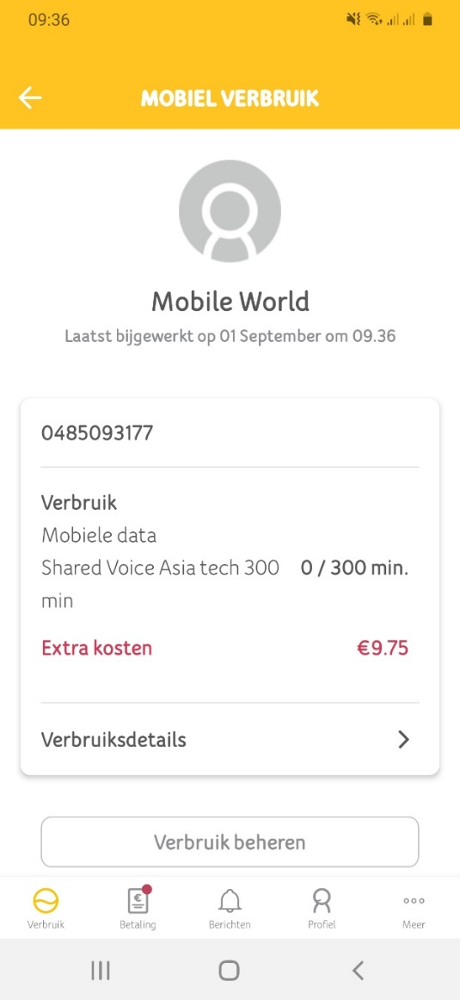 09:36
MOBIEL VERBRUIK
Mobile World
Laatst bijgewerkt op 01 September om 09.36
0485093177
Verbruik
Mobiele data
Shared Voice Asia tech 300 0 / 300 min.
min
Extra kosten €9.75
Verbruiksdetails
Verbruik beheren
Verbruik Betaling Berichten Profiel Meer